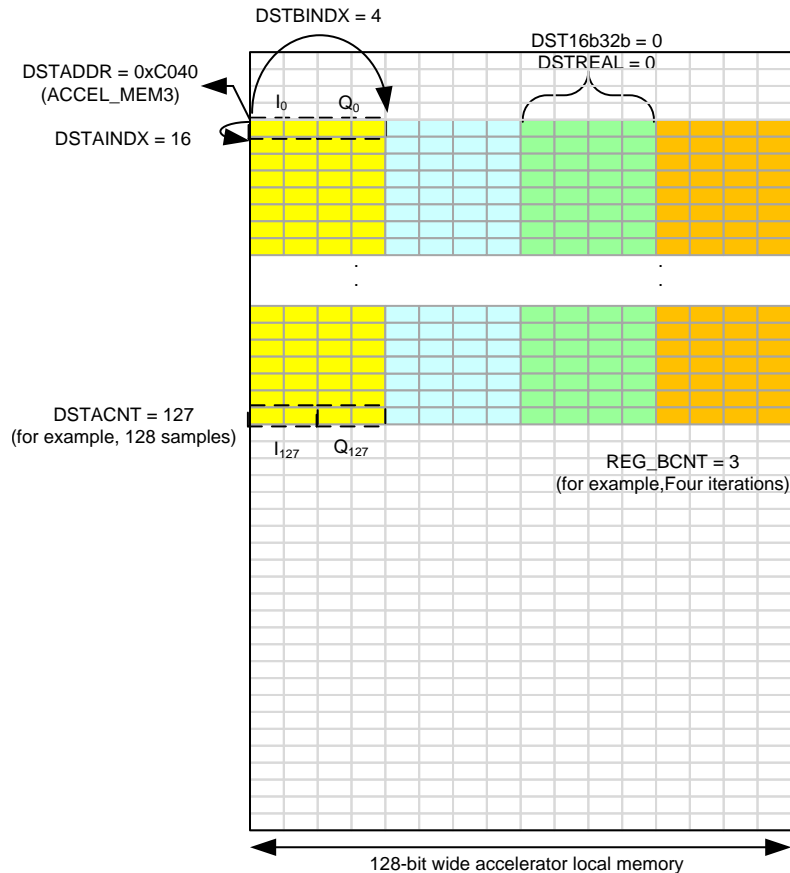 DSTBINDX = 4
DST16b32b = 0
DSTREAL = 0
DSTADDR = 0xC040
(ACCEL_MEM3)
I0 Q0
DSTAINDX = 16
DSTACNT = 127
(for example, 128 samples)
I127 Q127
REG_BCNT = 3
(for example,Four iterations)
128-bit wide accelerator local memory